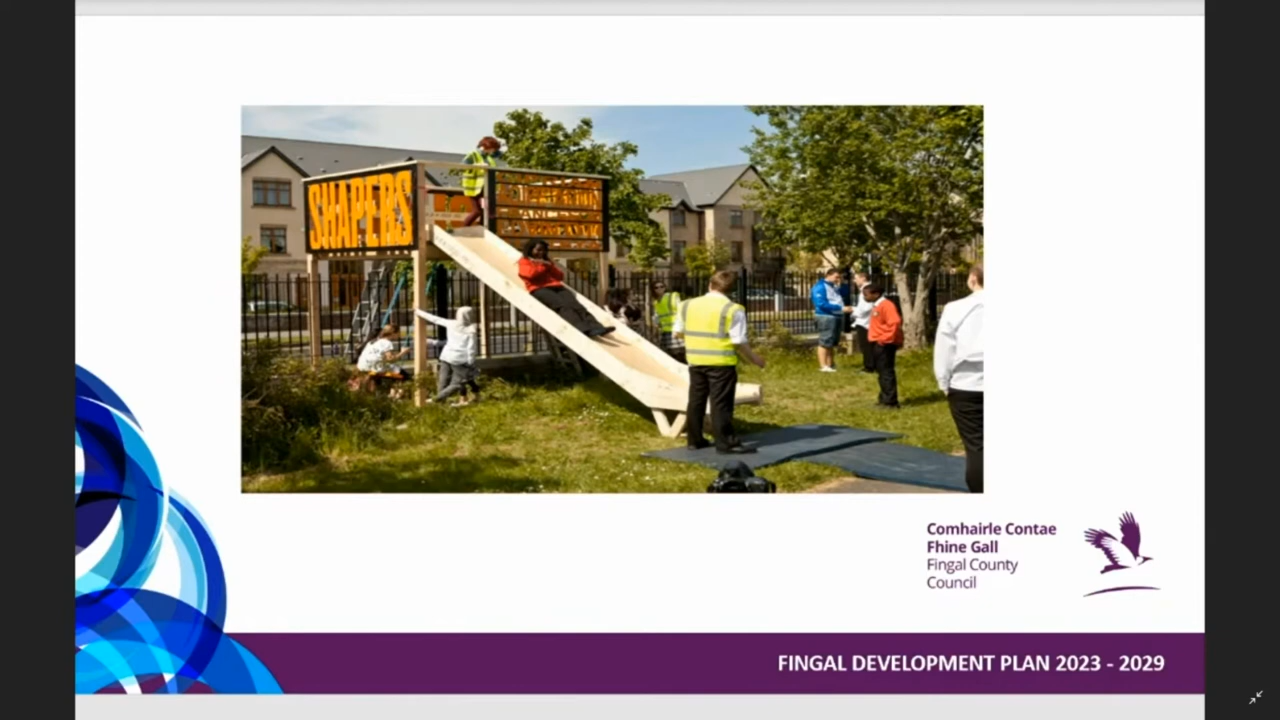 SHAPERS
Comhairle Contae
Fhine Gall
Fingal County
Council
FINGAL DEVELOPMENT PLAN 2023 - 2029